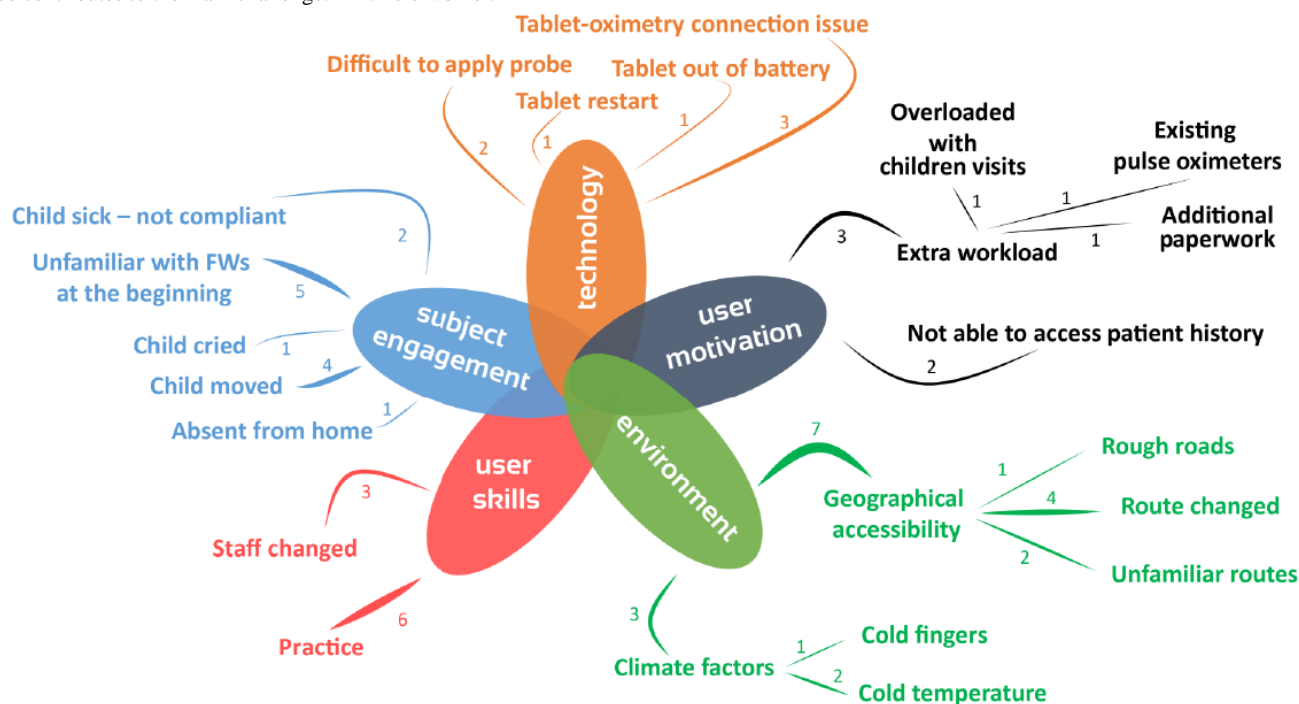 Tablet-oximetry connection issue
Difficult to apply probe
Tablet out of battery
Tablet restart
2
1
1
3
technology
Child sick – not compliant
2
Unfamiliar with FWs
at the beginning
5
Child cried
1
Child moved
4
Absent from home
1
subject
engagement
user
motivation
3
Extra workload
Overloaded
with
children visits
1
Existing
pulse oximeters
1
Additional
paperwork
1
Not able to access patient history
2
user
skills
Staff changed
3
Practice
6
environment
7
Geographical
accessibility
Rough roads
1
Route changed
4
Unfamiliar routes
2
3
Climate factors
Cold fingers
1
Cold temperature
2